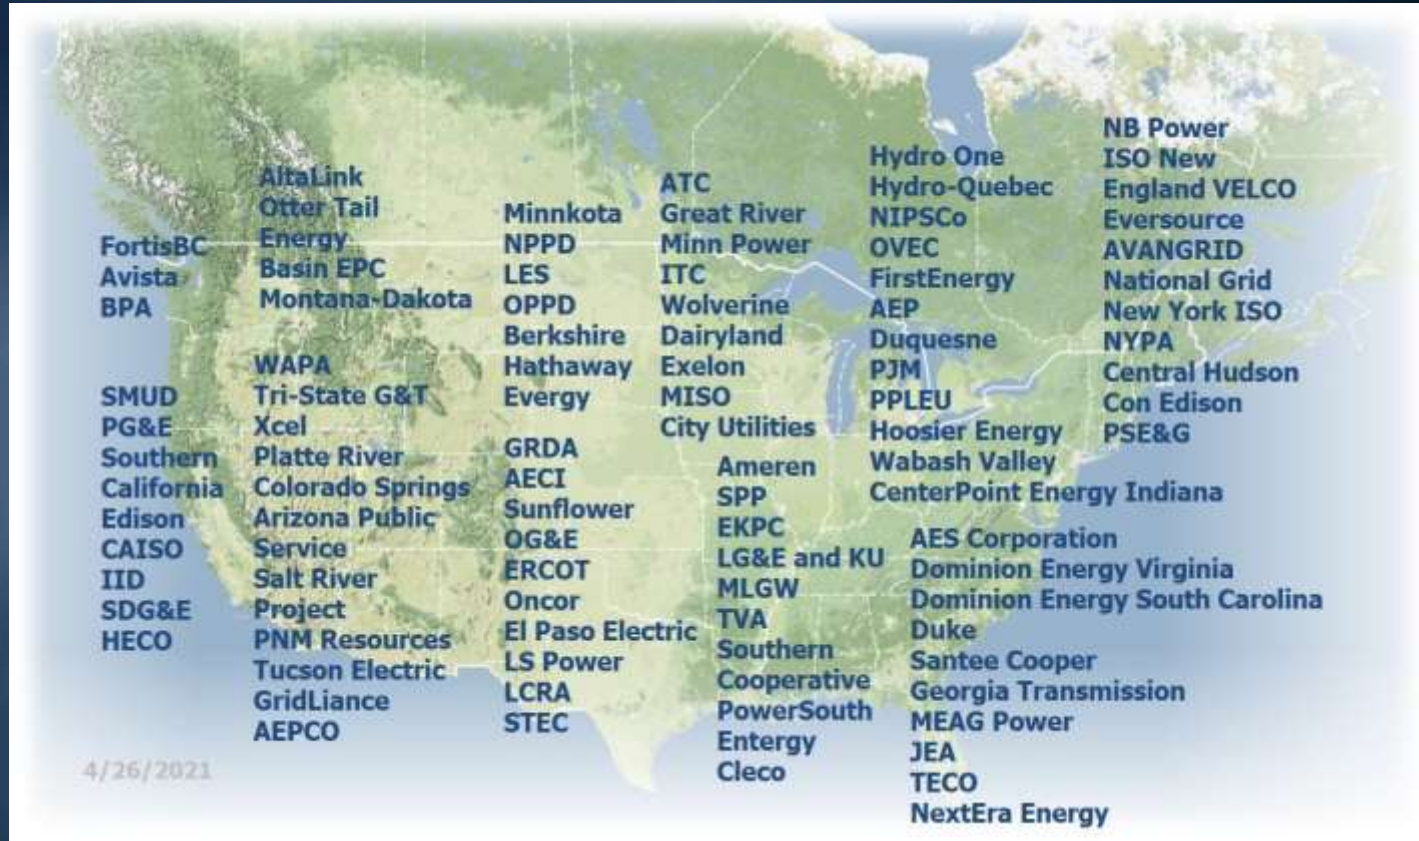 FortisBC
Avista
BPA
SMUD
PG&E
Southern
California
Edison
CAISO
IID
SDG&E
HECO
AltaLink
Otter Tail
Energy
Basin EPC
Montana-Dakota
WAPA
Tri-State G&T
Xcel
Platte River
Colorado Springs
Arizona Public
Service
Salt River
Project
PNM Resources
Tucson Electric
GridLiance
AEPCO
Minnkota
NPPD
LES
OPPD
Berkshire
Hathaway
Evergy
GRDA
AECI
Sunflower
OG&E
ERCOT
Oncor
El Paso Electric
LS Power
LCRA
STEC
ATC
Great River
Minn Power
ITC
Wolverine
Dairyland
Exelon
MISO
City Utilities
Ameren
SPP
EKPC
LG&E and KU
MLGW
TVA
Southern
Cooperative
PowerSouth
Entergy
Cleco
Hydro One
Hydro-Quebec
NIPSCo
OVEC
FirstEnergy
AEP
Duquesne
PJM
PPLEU
Hoosier Energy
Wabash Valley
CenterPoint Energy Indiana
AES Corporation
Dominion Energy Virginia
Dominion Energy South Carolina
Duke
Santee Cooper
Georgia Transmission
MEAG Power
JEA
TECO
NextEra Energy
NB Power
ISO New
England VELCO
Eversource
AVANGRID
National Grid
New York ISO
NYPA
Central Hudson
Con Edison
PSE&G
4/26/2021